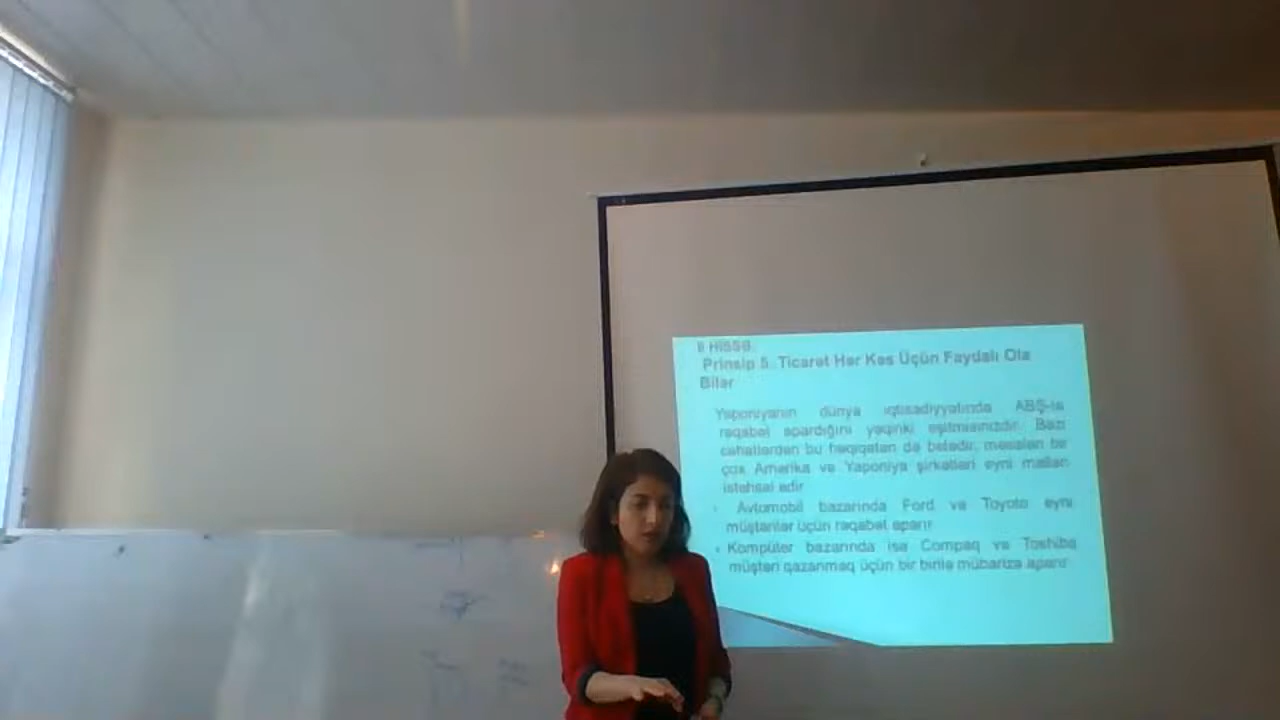 II HİSSƏ.
Prinsip 5. Ticarət Hər Kəs Üçün Faydalı Ola
Bilər
Yaponiyanın dünya iqtisadiyyatında ABŞ-la
rəqabət apardığını yəqinki eşitmisinizdir. Bəzi
cəhətlərdən bu həqiqətən də belədir, məsələn bir
çox Amerika və Yaponiya şirkətləri eyni malları
istehsal edir
Avtomobil bazarında Ford və Toyota eyni
müştərilər üçün rəqabət aparır.
• Kompüter bazarında isə Compaq və Toshiba
müştəri qazanmaq üçün bir birilə mübarizə aparır